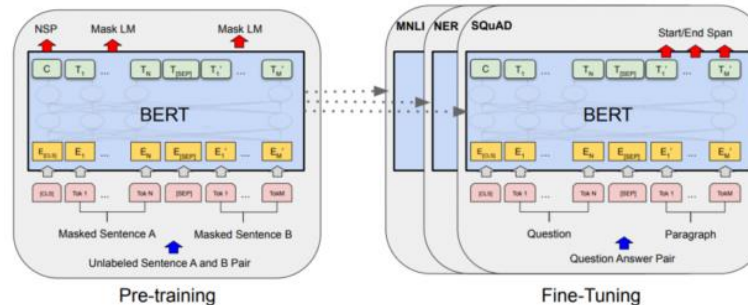 NSP Mask LM Mask LM
C T1 ... TN T[SEP] T1' ... TM'
BERT
E[CLS] E1 ... EN E[SEP] E1' ... EM'
[CLS] Tok 1 ... Tok N [SEP] Tok 1 ... TokM
Masked Sentence A Masked Sentence B
Unlabeled Sentence A and B Pair
Pre-training
MNLI NER SQuAD
Start/End Span
C T1 ... TN T[SEP] T1' ... TM'
BERT
E[CLS] E1 ... EN E[SEP] E1' ... EM'
[CLS] Tok 1 ... Tok N [SEP] Tok 1 ... TokM
Question Paragraph
Question Answer Pair
Fine-Tuning